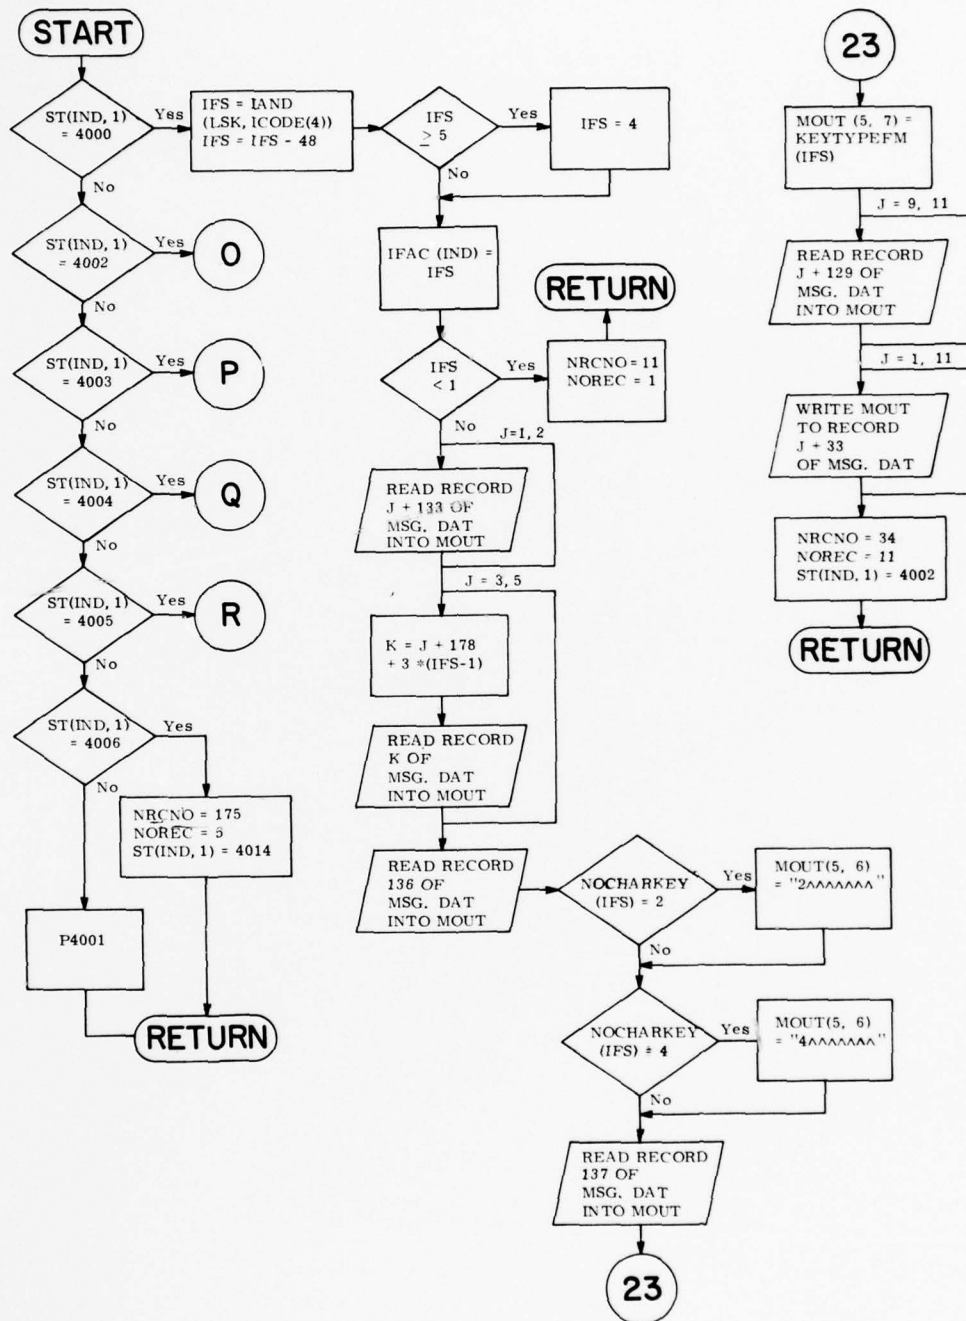 START
ST(IND, 1)
= 4000
Yes
No
IFS = IAND
(LSK, ICODE(4))
IFS = IFS - 48
IFS
≥ 5
Yes
No
IFS = 4
ST(IND, 1)
= 4002
Yes
No
O
IFAC (IND) =
IFS
ST(IND, 1)
= 4003
Yes
No
P
IFS
< 1
Yes
No
NRCNO = 11
NOREC = 1
RETURN
ST(IND, 1)
= 4004
Yes
No
Q
J=1, 2
READ RECORD
J + 133 OF
MSG. DAT
INTO MOUT
ST(IND, 1)
= 4005
Yes
No
R
J = 3, 5
K = J + 178
+ 3 *(IFS-1)
ST(IND, 1)
= 4006
Yes
No
READ RECORD
K OF
MSG. DAT
INTO MOUT
NRCNO = 175
NOREC =
ST(IND, 1) = 4014
P4001
RETURN
READ RECORD
136 OF
MSG. DAT
INTO MOUT
NOCHARKEY
(IFS) = 2
Yes
No
MOUT(5, 6)
= "2^^^^^^^"
NOCHARKEY
(IFS) = 4
Yes
No
MOUT(5, 6)
= "4^^^^^^^"
READ RECORD
137 OF
MSG. DAT
INTO MOUT
23
23
MOUT (5, 7) =
KEYTYPEFM
(IFS)
J = 9, 11
READ RECORD
J + 129 OF
MSG. DAT
INTO MOUT
J = 1, 11
WRITE MOUT
TO RECORD
J + 33
OF MSG. DAT
NRCNO = 34
NOREC = 11
ST(IND, 1) = 4002
RETURN